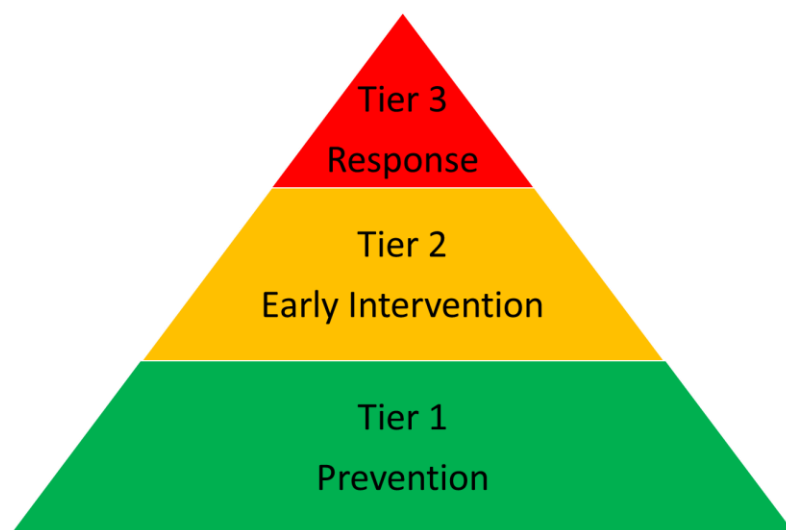 Tier 3
Response
Tier 2
Early Intervention
Tier 1
Prevention